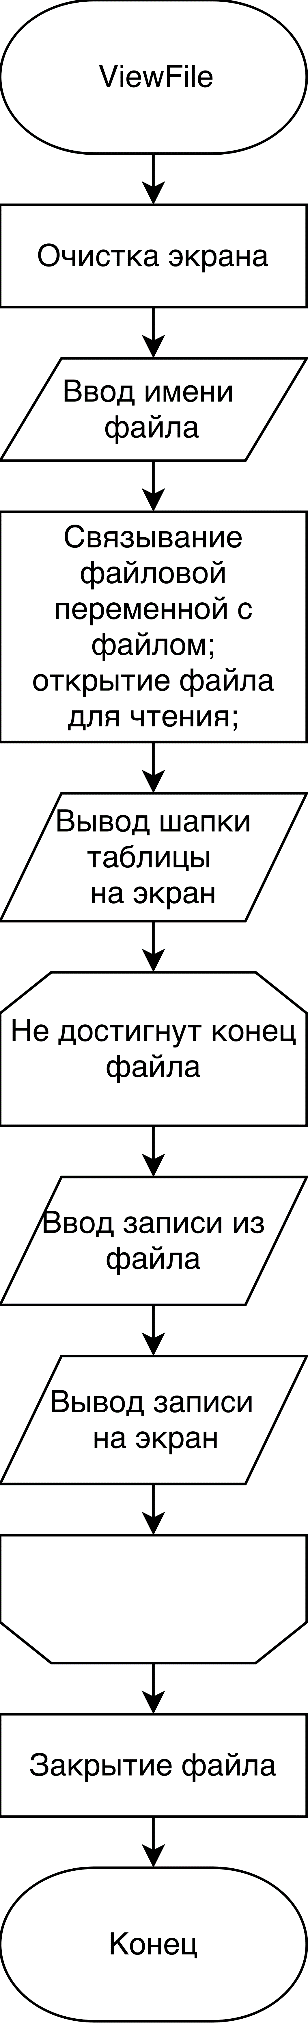 ViewFile
Очистка экрана
Ввод имени
файла
Связывание
файловой
переменной с
файлом;
открытие файла
для чтения;
Вывод шапки
таблицы
на экран
Не достигнут конец
файла
Ввод записи из
файла
Вывод записи
на экран
Закрытие файла
Конец